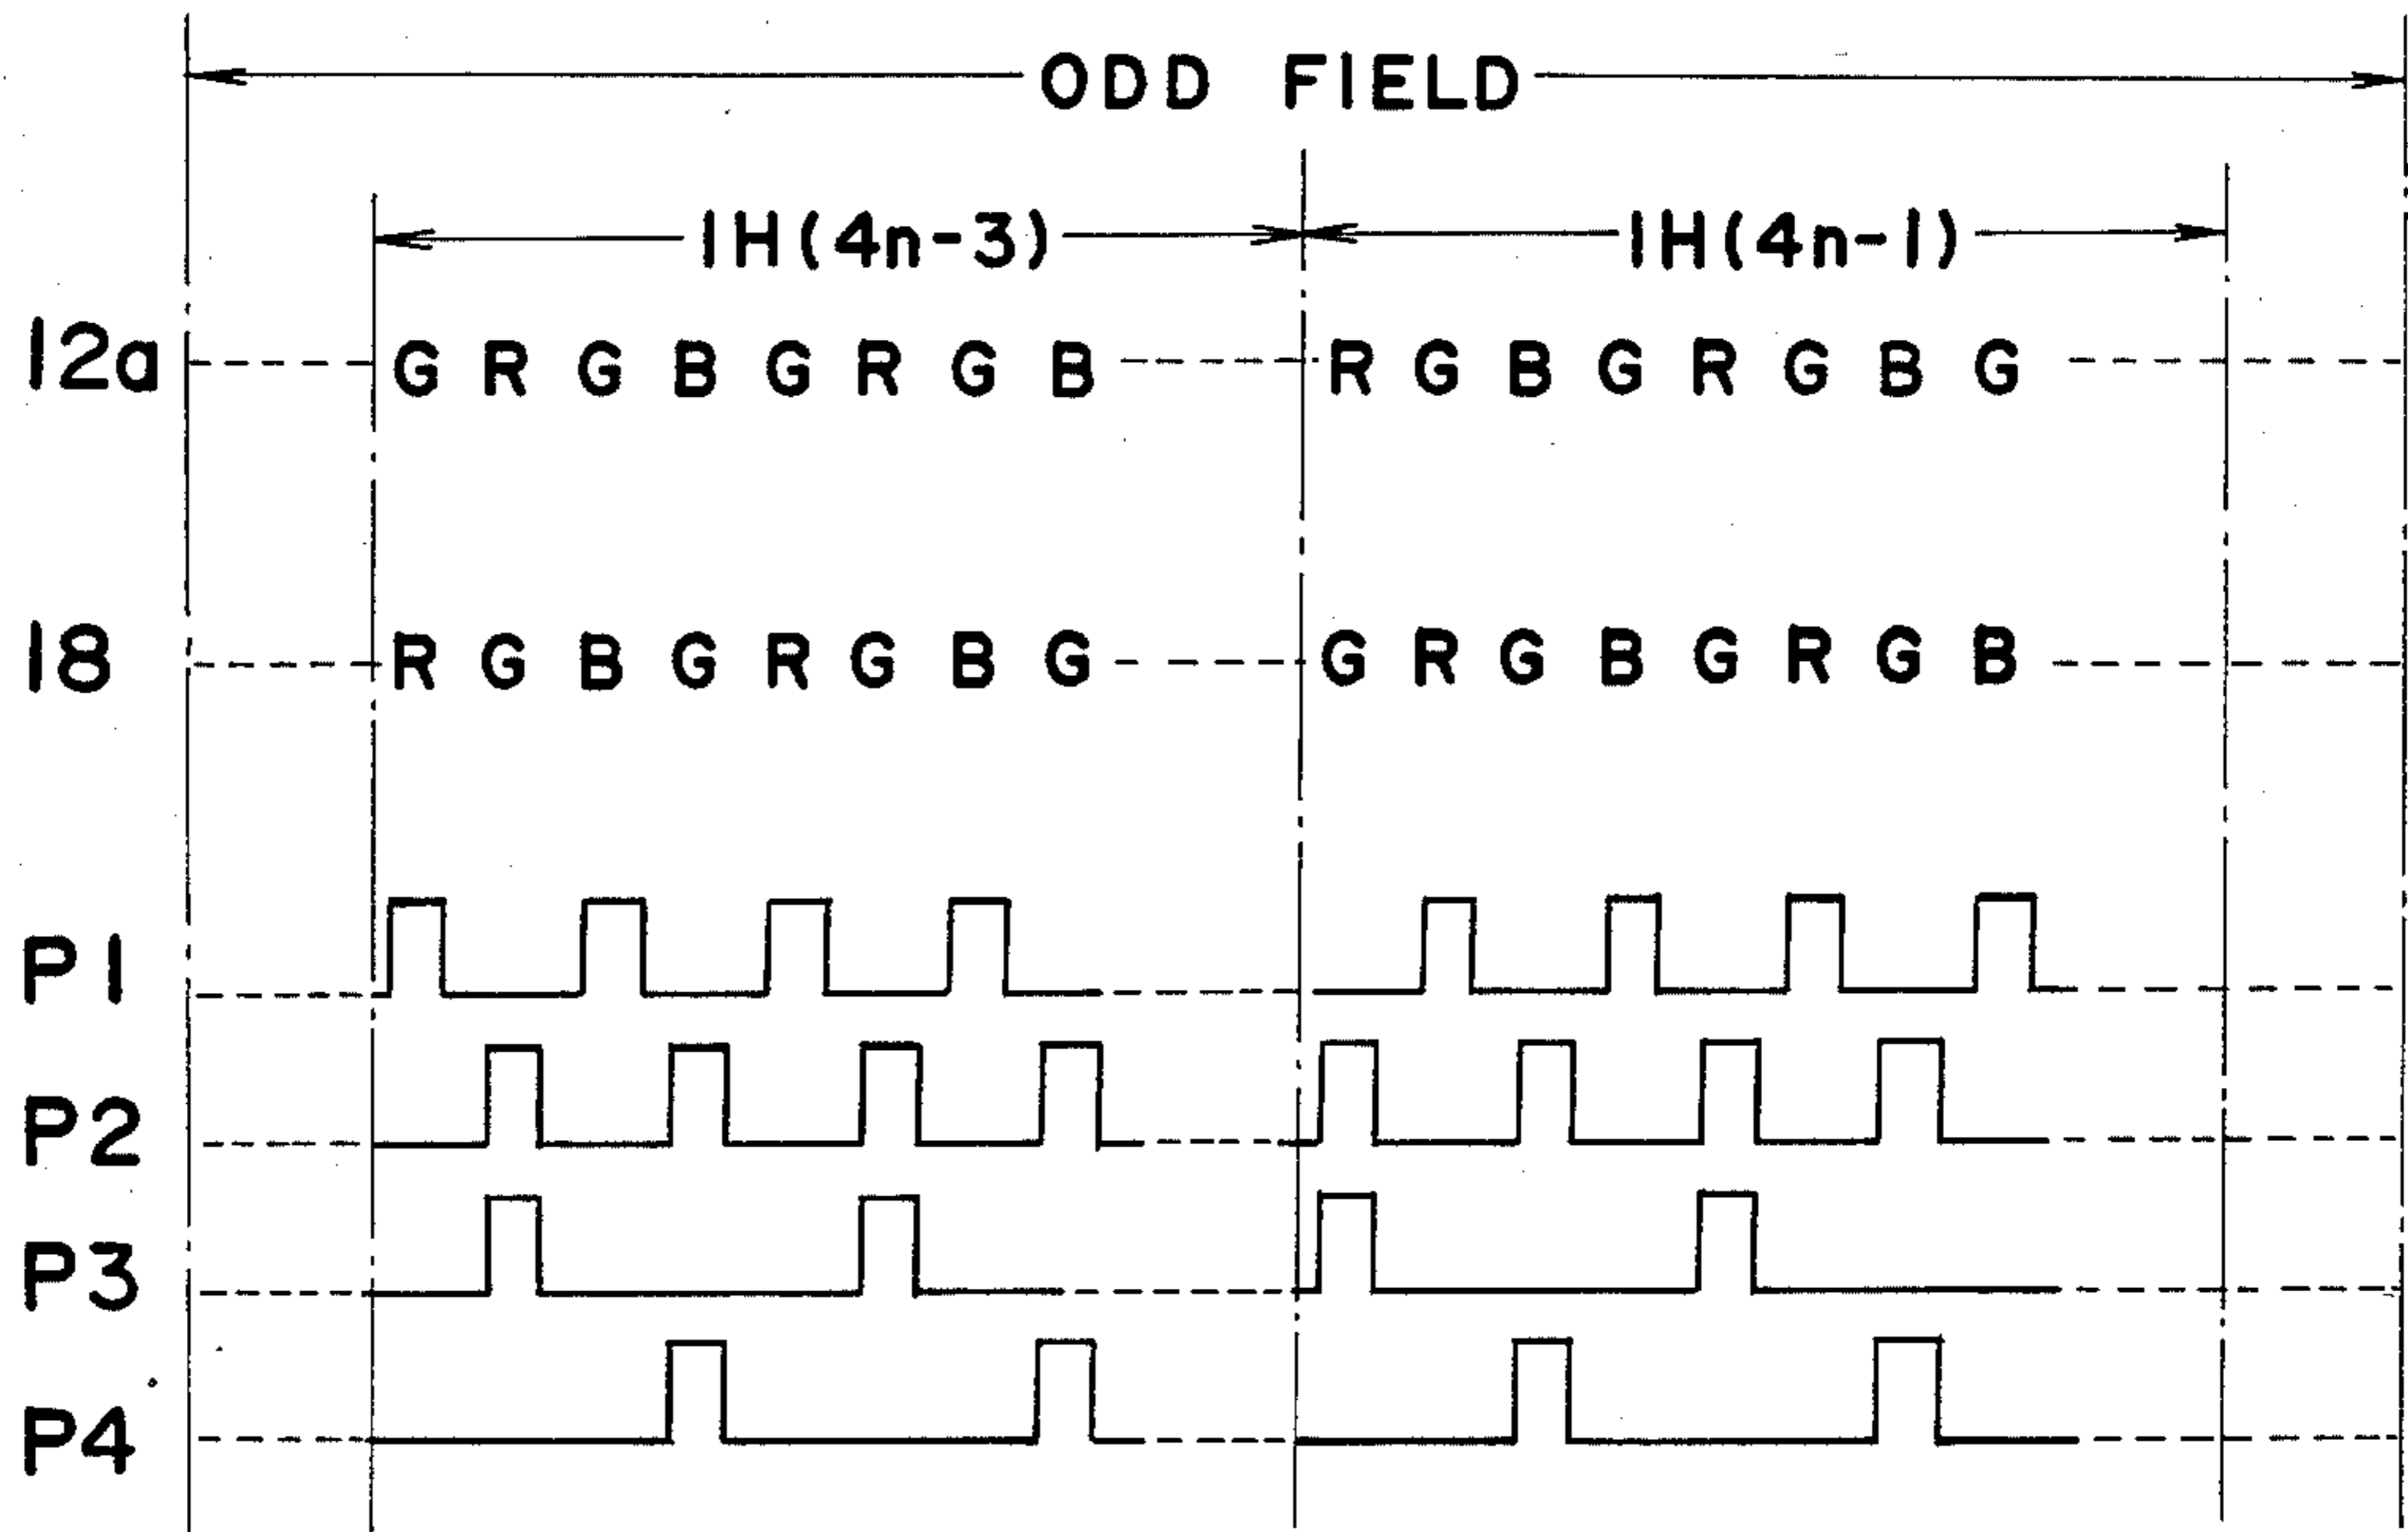 ODD FIELD
1H(4n-3) 1H(4n-1)
12a G R G B G R G B R G B G R G B G
18 R G B G R G B G G R G B G R G B
P1
P2
P3
P4